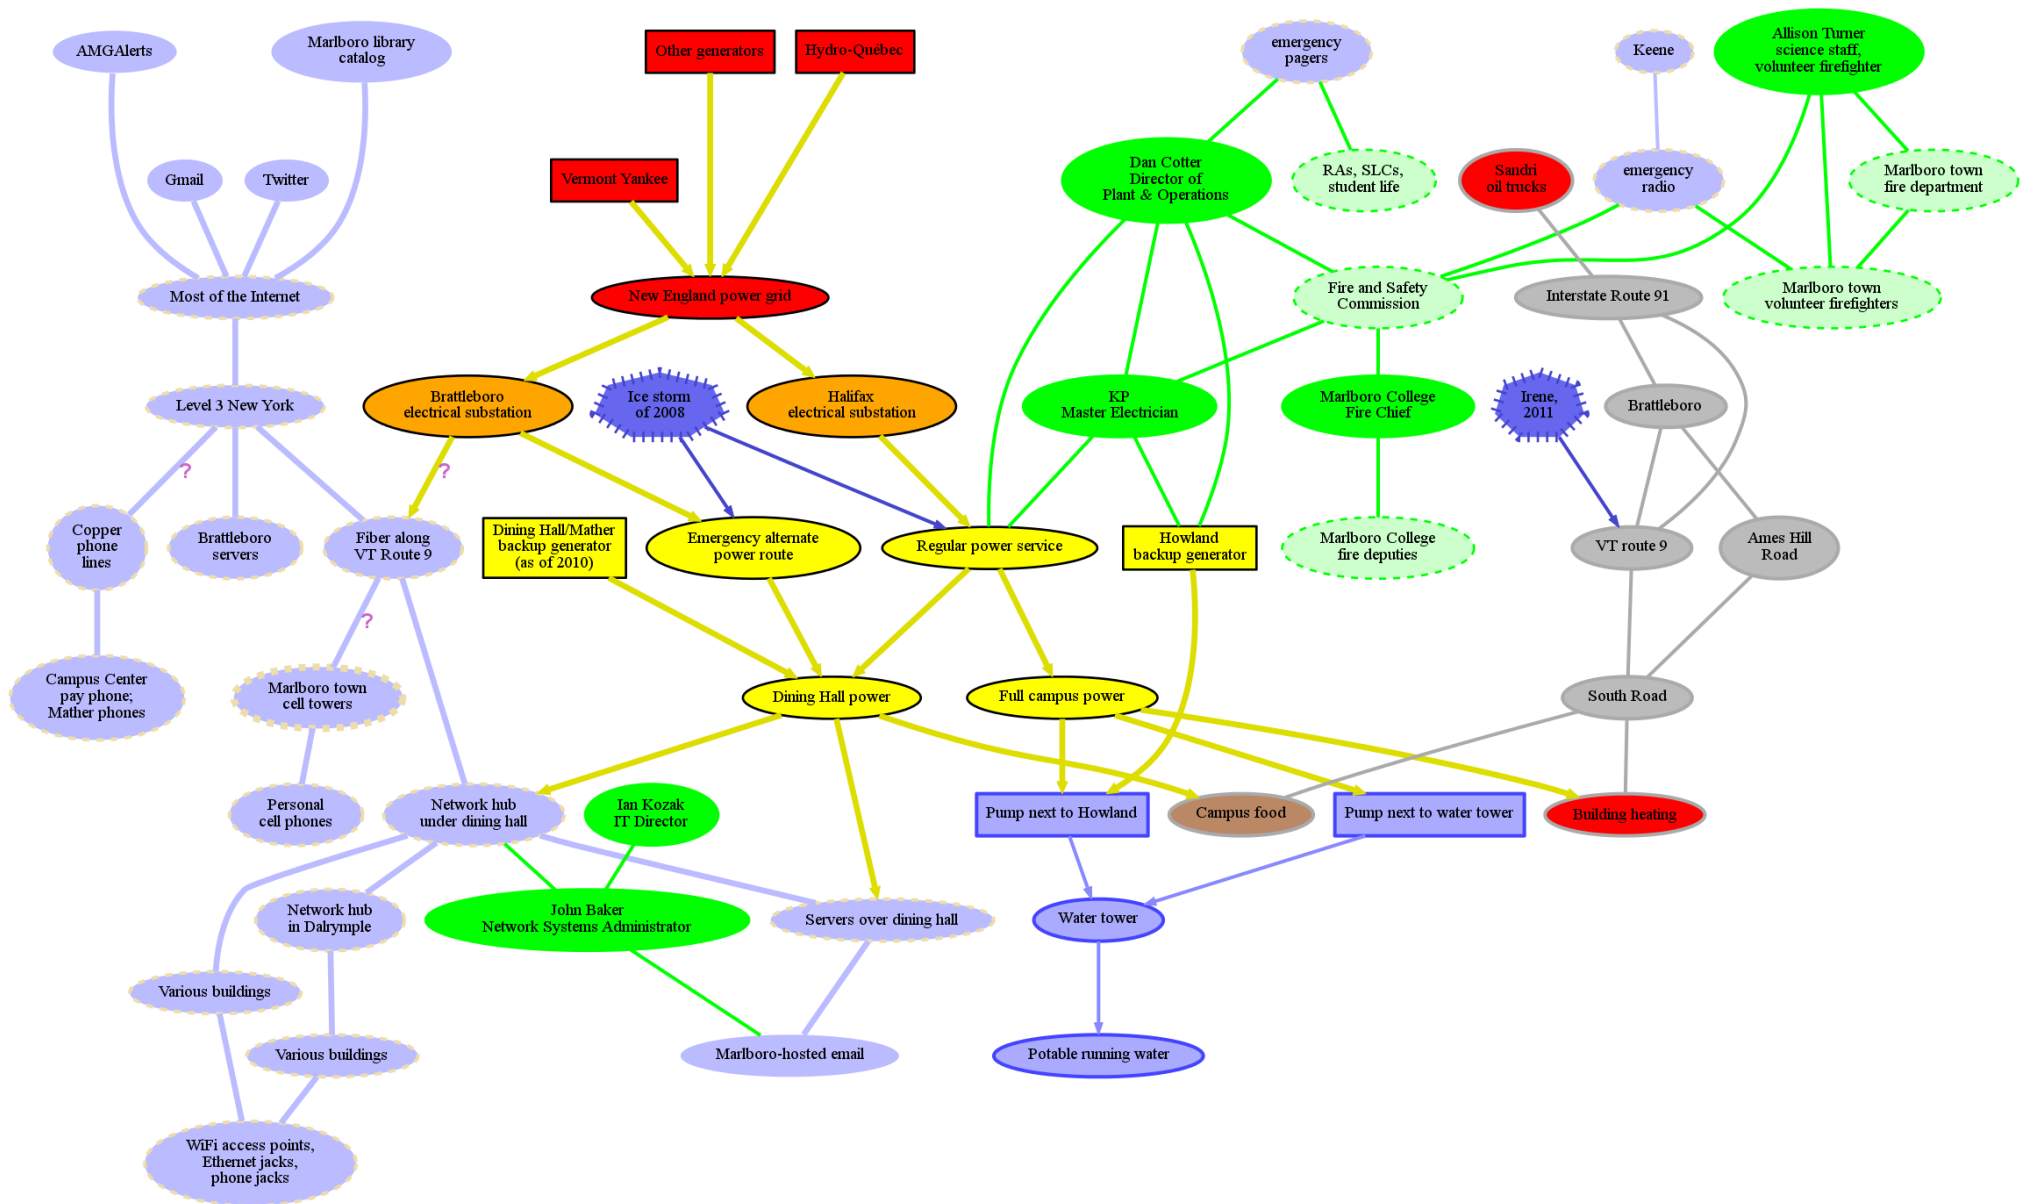 AMGAlerts
Marlboro library
catalog
Other generators
Hydro-Québec
emergency
pagers
Keene
Allison Turner
science staff,
volunteer firefighter
Gmail
Twitter
Vermont Yankee
Dan Cotter
Director of
Plant & Operations
RAs, SLCs,
student life
Sandri
oil trucks
emergency
radio
Marlboro town
fire department
Most of the Internet
New England power grid
Fire and Safety
Commission
Interstate Route 91
Marlboro town
volunteer firefighters
Level 3 New York
Brattleboro
electrical substation
Ice storm
of 2008
Halifax
electrical substation
KP
Master Electrician
Marlboro College
Fire Chief
Irene,
2011
Brattleboro
?
?
Copper
phone
lines
Brattleboro
servers
Fiber along
VT Route 9
Dining Hall/Mather
backup generator
(as of 2010)
Emergency alternate
power route
Regular power service
Howland
backup generator
Marlboro College
fire deputies
VT route 9
Ames Hill
Road
?
Campus Center
pay phone;
Mather phones
Marlboro town
cell towers
Dining Hall power
Full campus power
South Road
Personal
cell phones
Network hub
under dining hall
Ian Kozak
IT Director
Pump next to Howland
Campus food
Pump next to water tower
Building heating
Network hub
in Dalrymple
John Baker
Network Systems Administrator
Servers over dining hall
Water tower
Various buildings
Various buildings
Marlboro-hosted email
Potable running water
WiFi access points,
Ethernet jacks,
phone jacks